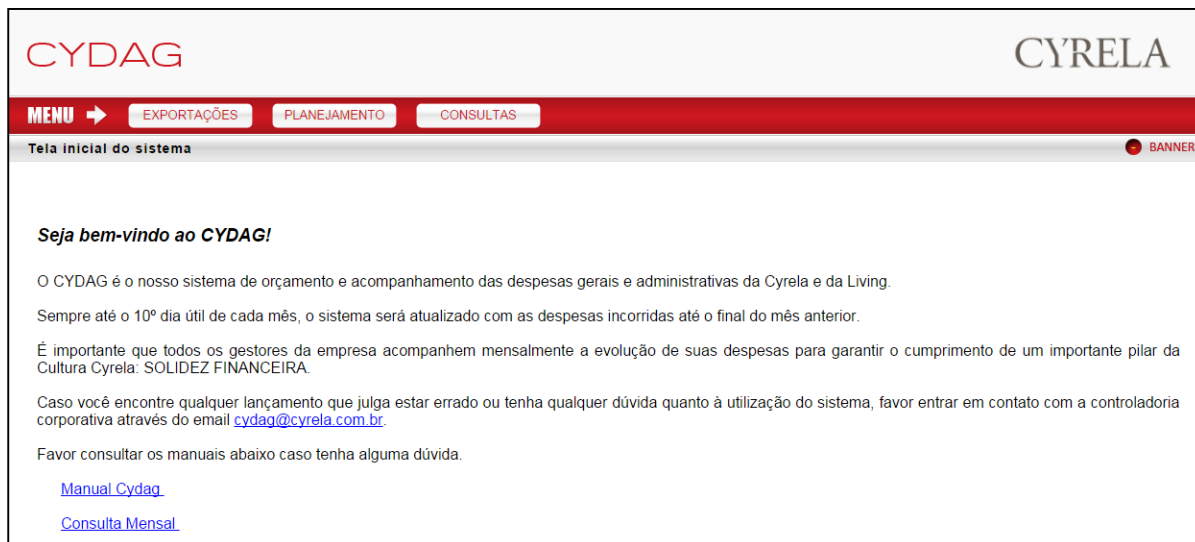 CYDAG
CYRELA
MENU
EXPORTAÇÕES
PLANEJAMENTO
CONSULTAS
Tela inicial do sistema
BANNER
Seja bem-vindo ao CYDAG!
O CYDAG é o nosso sistema de orçamento e acompanhamento das despesas gerais e administrativas da Cyrela e da Living.
Sempre até o 10º dia útil de cada mês, o sistema será atualizado com as despesas incorridas até o final do mês anterior.
É importante que todos os gestores da empresa acompanhem mensalmente a evolução de suas despesas para garantir o cumprimento de um importante pilar da
Cultura Cyrela: SOLIDEZ FINANCEIRA.
Caso você encontre qualquer lançamento que julga estar errado ou tenha qualquer dúvida quanto à utilização do sistema, favor entrar em contato com a controladoria
corporativa através do email cydag@cyrela.com.br.
Favor consultar os manuais abaixo caso tenha alguma dúvida.
Manual Cydag
Consulta Mensal